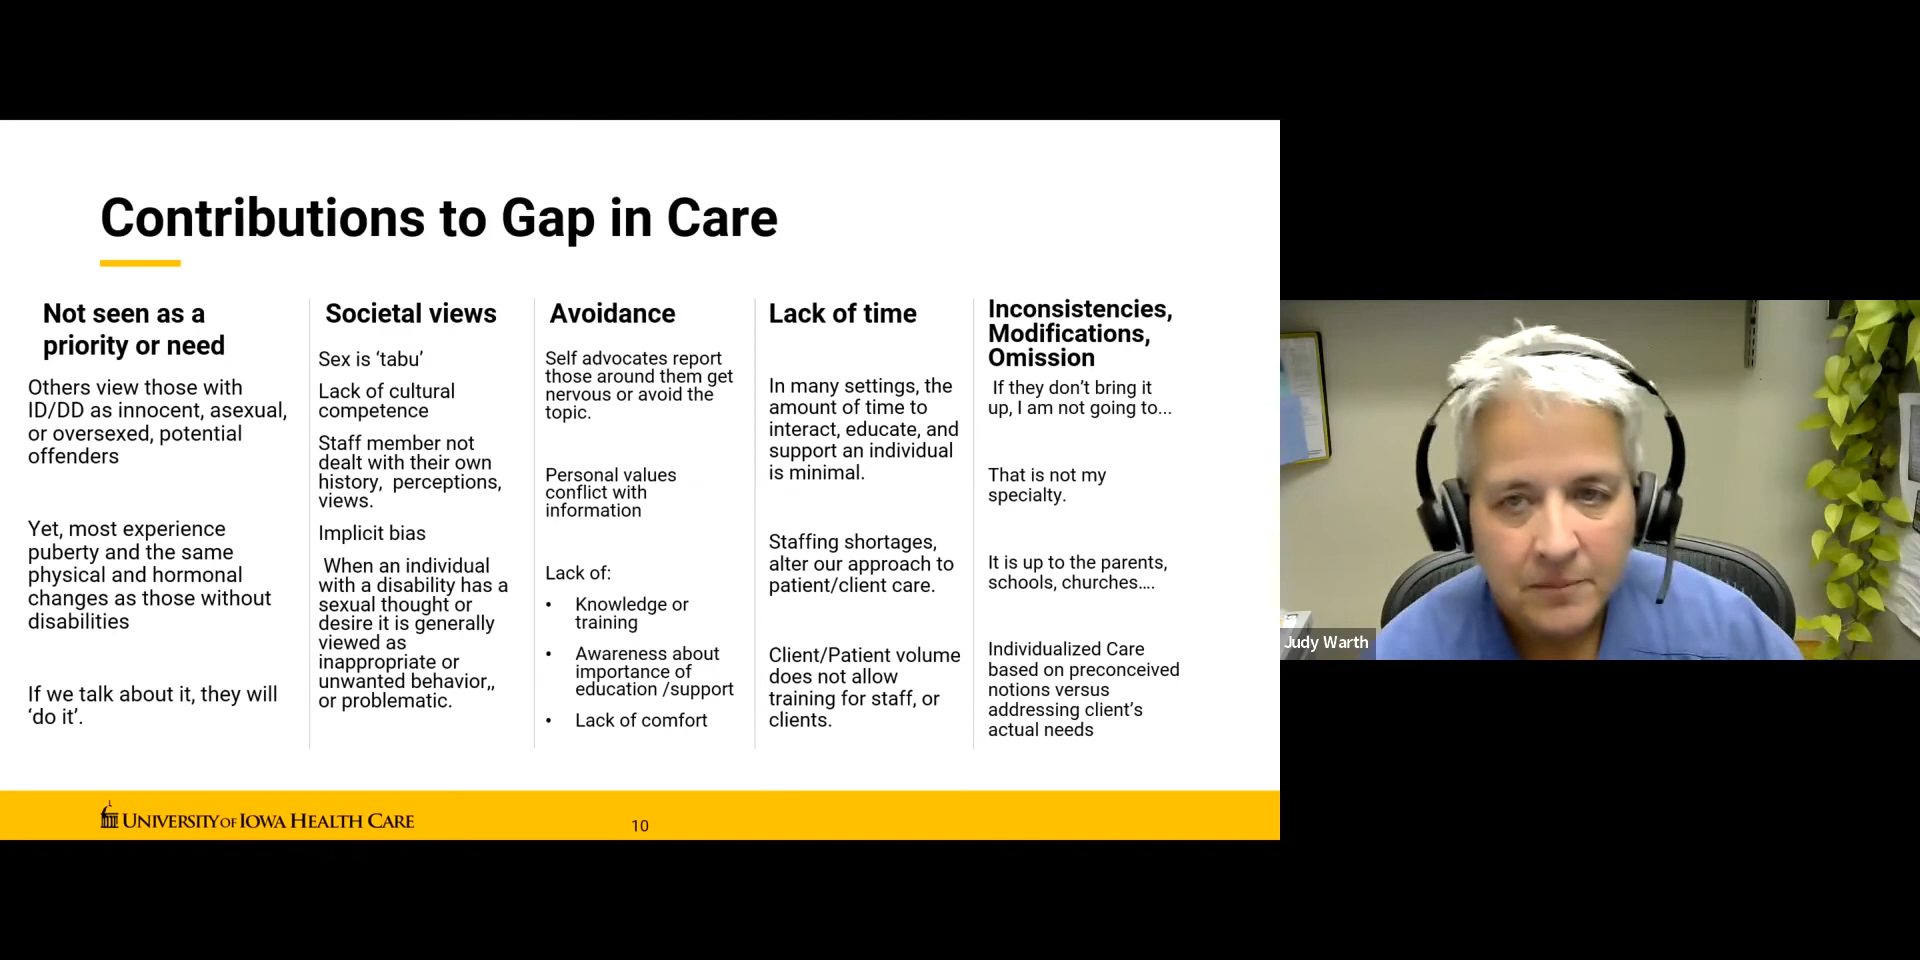 Contributions to Gap in Care
Not seen as a
priority or need
Others view those with
ID/DD as innocent, asexual,
or oversexed, potential
offenders
Yet, most experience
puberty and the same
physical and hormonal
changes as those without
disabilities
If we talk about it, they will
‘do it’.
Societal views
Sex is ‘tabu’
Lack of cultural
competence
Staff member not
dealt with their own
history, perceptions,
views.
Implicit bias
When an individual
with a disability has a
sexual thought or
desire it is generally
viewed as
inappropriate or
unwanted behavior,,
or problematic.
Avoidance
Self advocates report
those around them get
nervous or avoid the
topic.
Personal values
conflict with
information
Lack of:
• Knowledge or
training
• Awareness about
importance of
education /support
• Lack of comfort
Lack of time
In many settings, the
amount of time to
interact, educate, and
support an individual
is minimal.
Staffing shortages,
alter our approach to
patient/client care.
Client/Patient volume
does not allow
training for staff, or
clients.
Inconsistencies,
Modifications,
Omission
If they don’t bring it
up, I am not going to...
That is not my
specialty.
It is up to the parents,
schools, churches....
Individualized Care
based on preconceived
notions versus
addressing client’s
actual needs
UNIVERSITY OF IOWA HEALTH CARE
10
Judy Warth